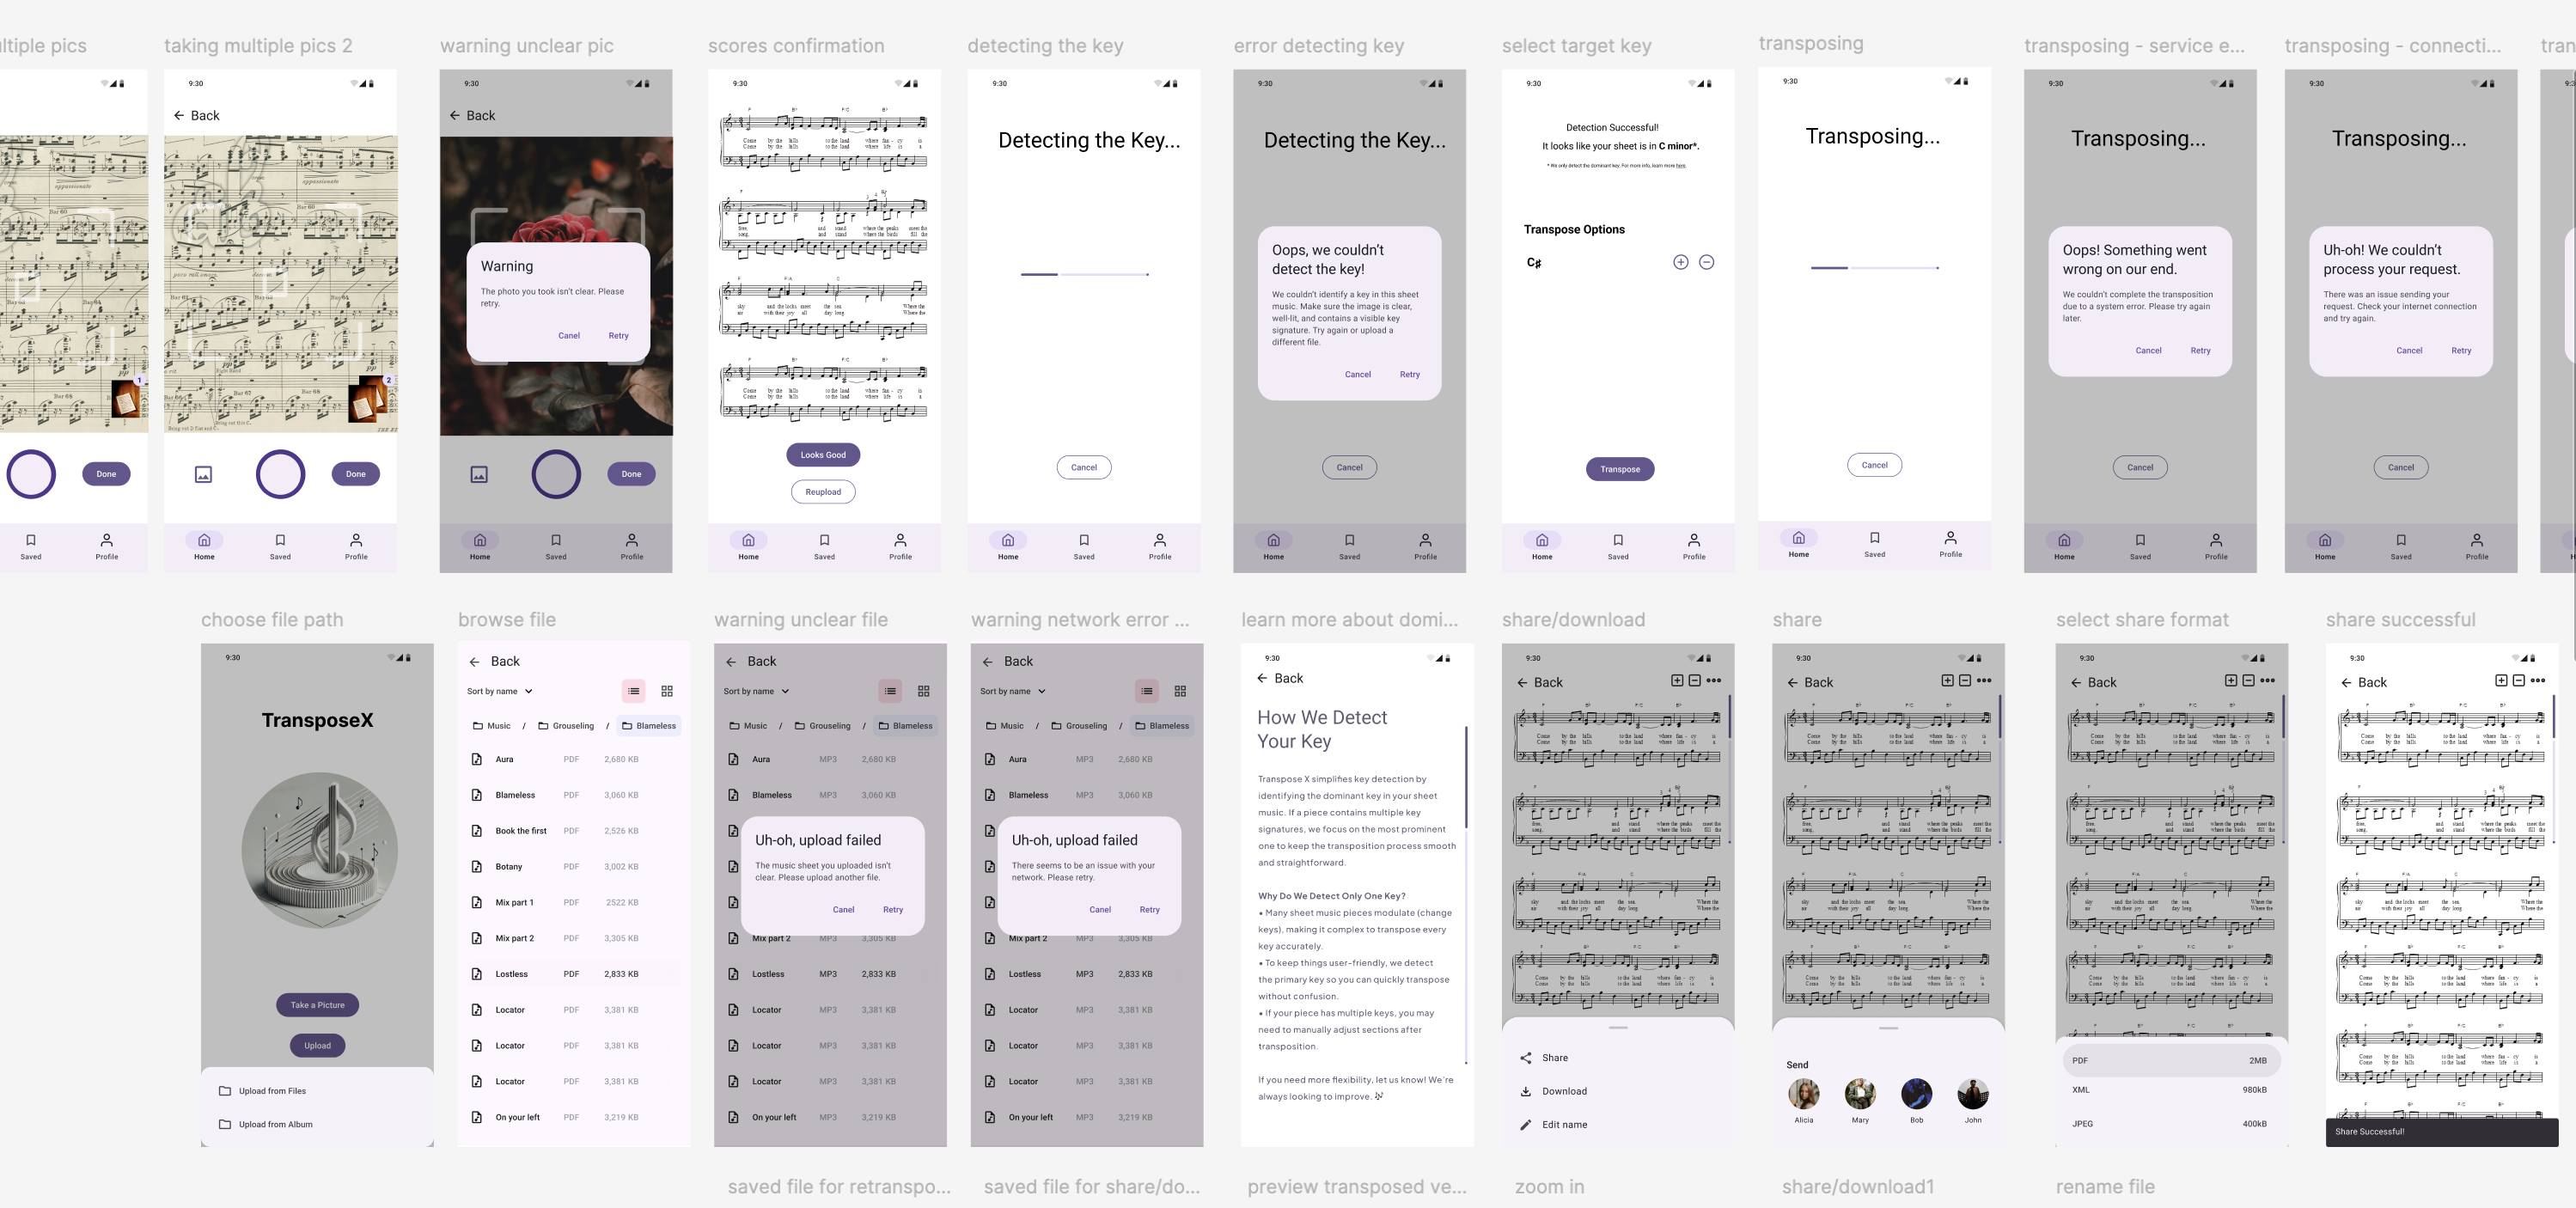 ltiple pics
taking multiple pics 2
warning unclear pic
scores confirmation
detecting the key
error detecting key
select target key
transposing
transposing - service e...
transposing - connecti...
tran
1
Done
Saved
Profile
9:30
Back
2
Done
Home
Saved
Profile
9:30
Back
Warning
The photo you took isn't clear. Please
retry.
Canel
Retry
Done
Home
Saved
Profile
9:30
Looks Good
Reupload
Home
Saved
Profile
9:30
Detecting the Key...
Cancel
Home
Saved
Profile
9:30
Detecting the Key...
Oops, we couldn't
detect the key!
We couldn't identify a key in this sheet
music. Make sure the image is clear,
well-lit, and contains a visible key
signature. Try again or upload a
different file.
Cancel
Retry
Cancel
Home
Saved
Profile
9:30
Detection Successful!
It looks like your sheet is in C minor*.
* We only detect the dominant key. For more info, learn more here.
Transpose Options
C♯
Transpose
Home
Saved
Profile
9:30
Transposing...
Cancel
Home
Saved
Profile
9:30
Transposing...
Oops! Something went
wrong on our end.
We couldn't complete the transposition
due to a system error. Please try again
later.
Cancel
Retry
Cancel
Home
Saved
Profile
9:30
Transposing...
Uh-oh! We couldn't
process your request.
There was an issue sending your
request. Check your internet connection
and try again.
Cancel
Retry
Cancel
Home
Saved
Profile
choose file path
browse file
warning unclear file
warning network error ...
learn more about domi...
share/download
share
select share format
share successful
9:30
TransposeX
Take a Picture
Upload
Upload from Files
Upload from Album
Back
Sort by name
Music / Grouseling / Blameless
Aura PDF 2,680 KB
Blameless PDF 3,060 KB
Book the first PDF 2,526 KB
Botany PDF 3,002 KB
Mix part 1 PDF 2522 KB
Mix part 2 PDF 3,305 KB
Lostless PDF 2,833 KB
Locator PDF 3,381 KB
Locator PDF 3,381 KB
Locator PDF 3,381 KB
On your left PDF 3,219 KB
Back
Sort by name
Music / Grouseling / Blameless
Aura MP3 2,680 KB
Blameless MP3 3,060 KB
Uh-oh, upload failed
The music sheet you uploaded isn't
clear. Please upload another file.
Canel
Retry
Mix part 2 MP3 3,305 KB
Lostless MP3 2,833 KB
Locator MP3 3,381 KB
Locator MP3 3,381 KB
Locator MP3 3,381 KB
On your left MP3 3,219 KB
Back
Sort by name
Music / Grouseling / Blameless
Aura MP3 2,680 KB
Blameless MP3 3,060 KB
Uh-oh, upload failed
There seems to be an issue with your
network. Please retry.
Canel
Retry
Mix part 2 MP3 3,305 KB
Lostless MP3 2,833 KB
Locator MP3 3,381 KB
Locator MP3 3,381 KB
Locator MP3 3,381 KB
On your left MP3 3,219 KB
9:30
Back
How We Detect
Your Key
Transpose X simplifies key detection by
identifying the dominant key in your sheet
music. If a piece contains multiple key
signatures, we focus on the most prominent
one to keep the transposition process smooth
and straightforward.
Why Do We Detect Only One Key?
• Many sheet music pieces modulate (change
keys), making it complex to transpose every
key accurately.
• To keep things user-friendly, we detect
the primary key so you can quickly transpose
without confusion.
• If your piece has multiple keys, you may
need to manually adjust sections after
transposition.
If you need more flexibility, let us know! We're
always looking to improve. 🎶
9:30
Back
Share
Download
Edit name
9:30
Back
Send
Alicia
Mary
Bob
John
9:30
Back
PDF 2MB
XML 980kB
JPEG 400kB
9:30
Back
Share Successful!
saved file for retranspo...
saved file for share/do...
preview transposed ve...
zoom in
share/download1
rename file